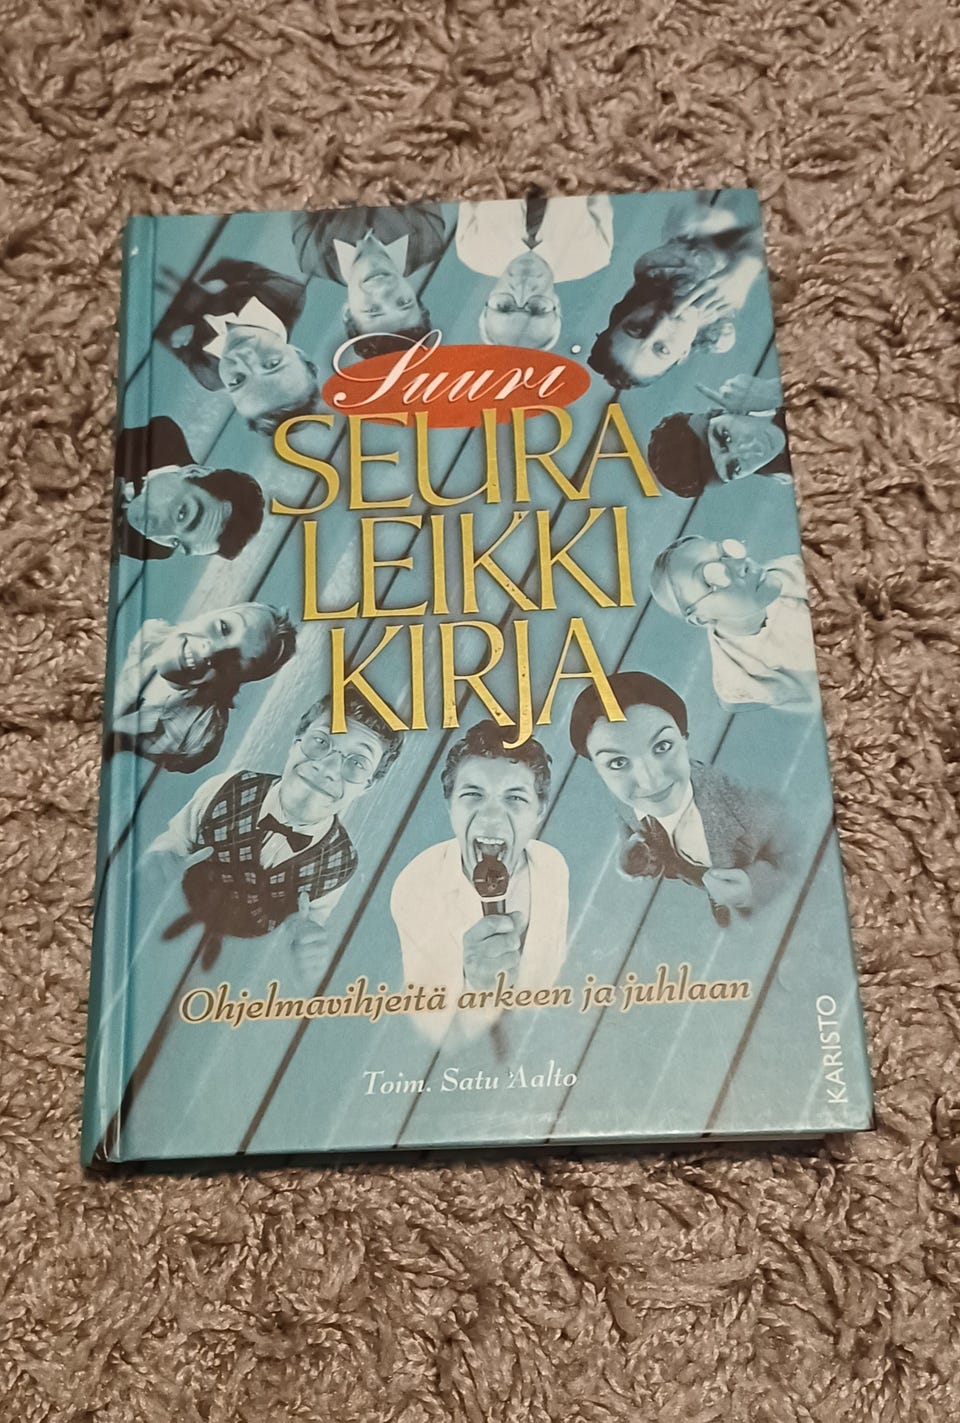 Suuri
SEURA
LEIKKI
KIRJA
Ohjelmavihjeitä arkeen ja juhlaan
Toim. Satu Aalto
KARISTO